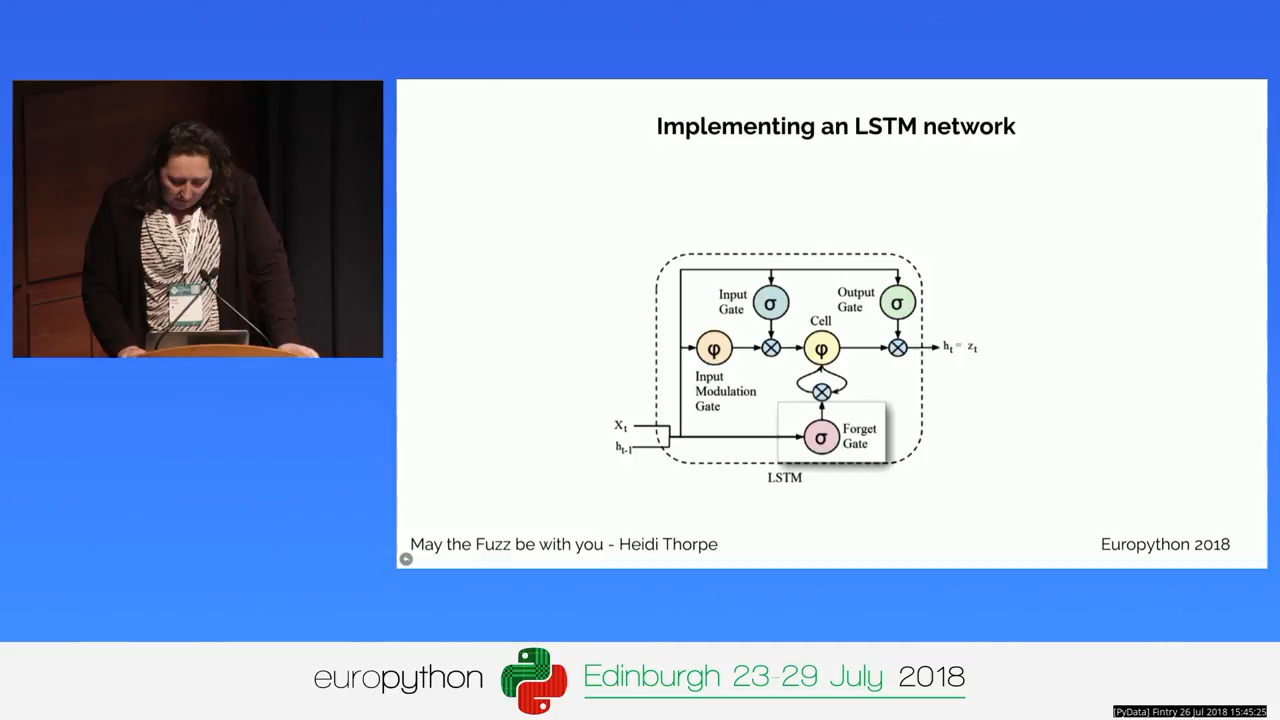 Implementing an LSTM network
Input
Gate
Output
Gate
Cell
σ
σ
φ
φ
ht = zt
Input
Modulation
Gate
Xt
ht-1
σ
Forget
Gate
LSTM
May the Fuzz be with you - Heidi Thorpe
Europython 2018
europython
Edinburgh 23-29 July 2018
[PyData] Fintry 26 Jul 2018 15:45:25